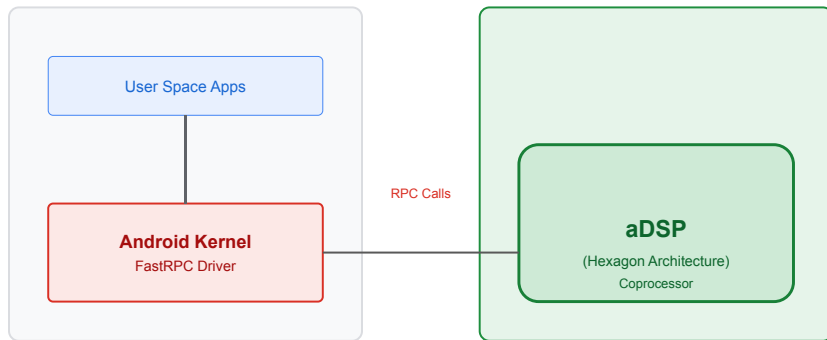 User Space Apps
RPC Calls
Android Kernel
FastRPC Driver
aDSP
(Hexagon Architecture)
Coprocessor